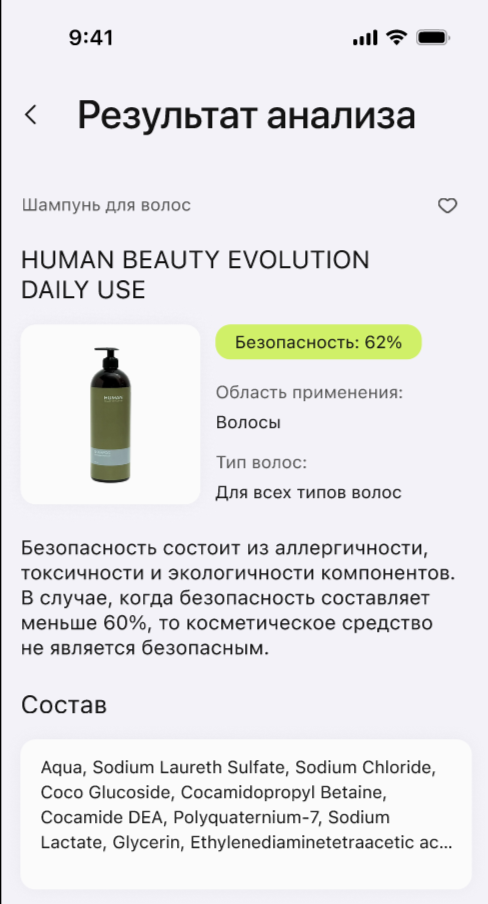 9:41
Результат анализа
Шампунь для волос
HUMAN BEAUTY EVOLUTION
DAILY USE
Безопасность: 62%
Область применения:
Волосы
Тип волос:
Для всех типов волос
Безопасность состоит из аллергичности,
токсичности и экологичности компонентов.
В случае, когда безопасность составляет
меньше 60%, то косметическое средство
не является безопасным.
Состав
Aqua, Sodium Laureth Sulfate, Sodium Chloride,
Coco Glucoside, Cocamidopropyl Betaine,
Cocamide DEA, Polyquaternium-7, Sodium
Lactate, Glycerin, Ethylenediaminetetraacetic ac...